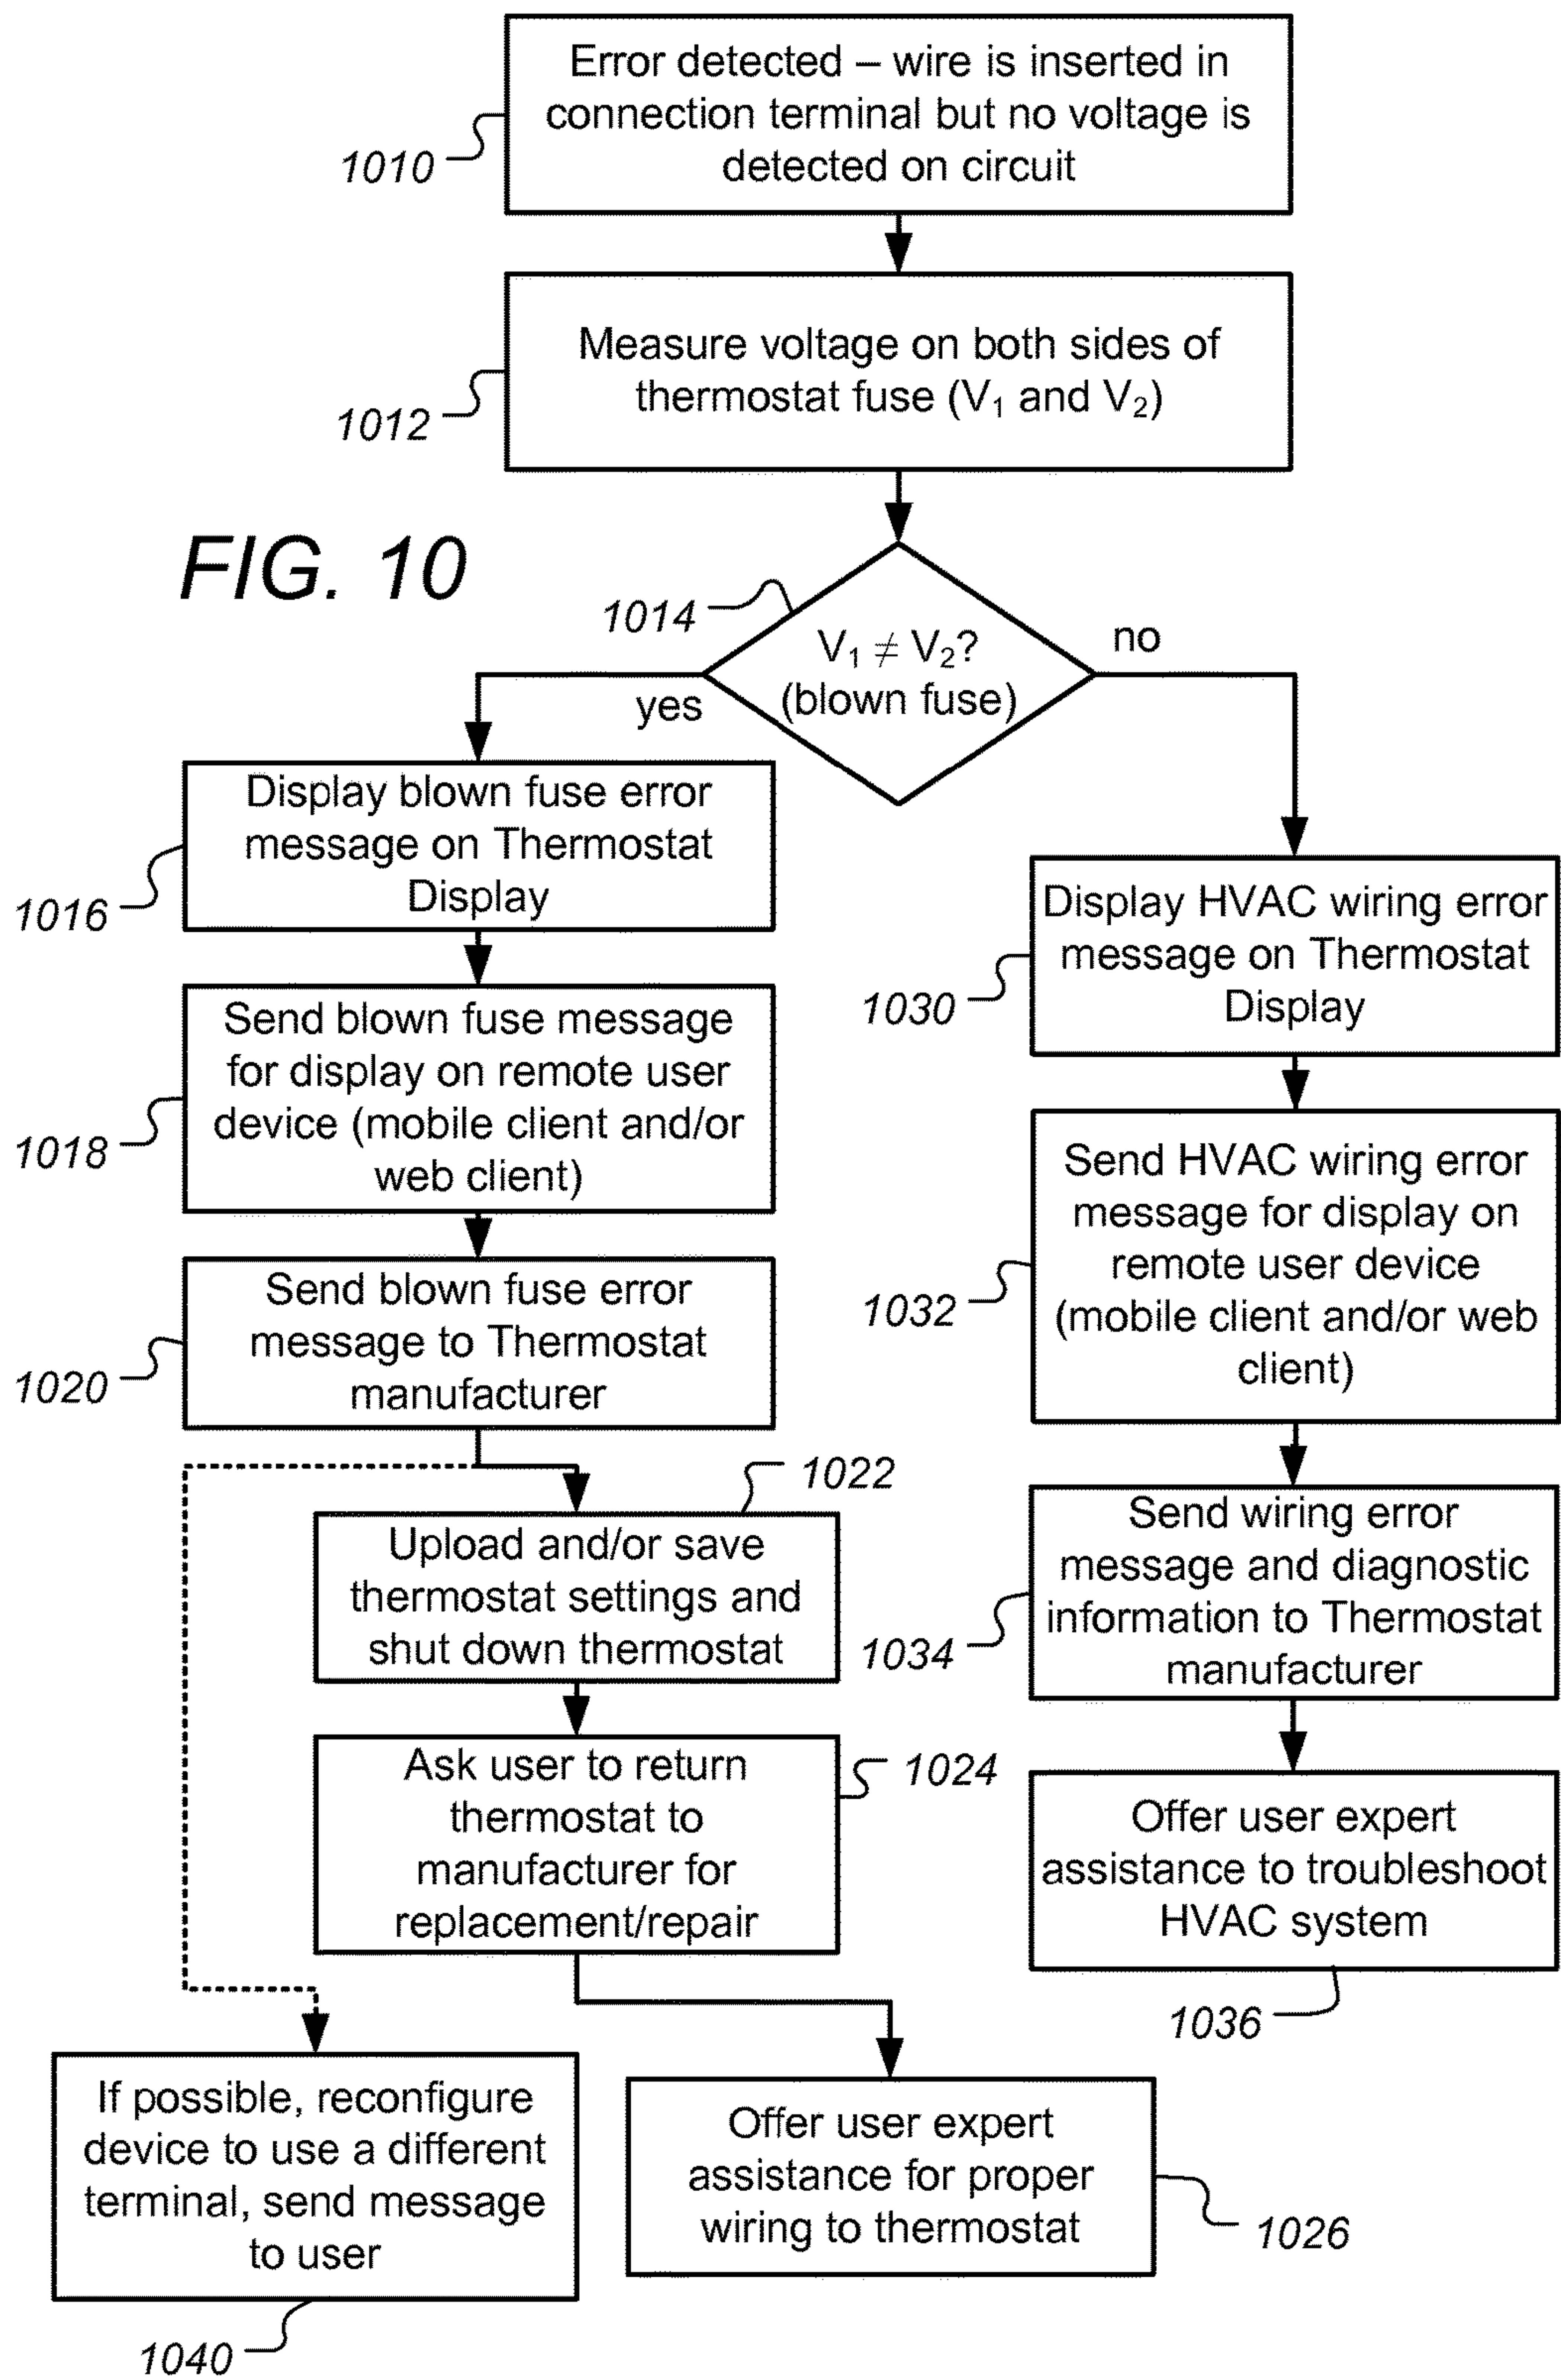 Error detected – wire is inserted in
connection terminal but no voltage is
detected on circuit
1010
Measure voltage on both sides of
thermostat fuse (V₁ and V₂)
1012
FIG. 10
1014
V₁ ≠ V₂?
(blown fuse)
yes
no
Display blown fuse error
message on Thermostat
Display
1016
Send blown fuse message
for display on remote user
device (mobile client and/or
web client)
1018
Send blown fuse error
message to Thermostat
manufacturer
1020
1022
Upload and/or save
thermostat settings and
shut down thermostat
Ask user to return
thermostat to
manufacturer for
replacement/repair
1024
If possible, reconfigure
device to use a different
terminal, send message
to user
1040
Offer user expert
assistance for proper
wiring to thermostat
1026
Display HVAC wiring error
message on Thermostat
Display
1030
Send HVAC wiring error
message for display on
remote user device
(mobile client and/or web
client)
1032
Send wiring error
message and diagnostic
information to Thermostat
manufacturer
1034
Offer user expert
assistance to troubleshoot
HVAC system
1036